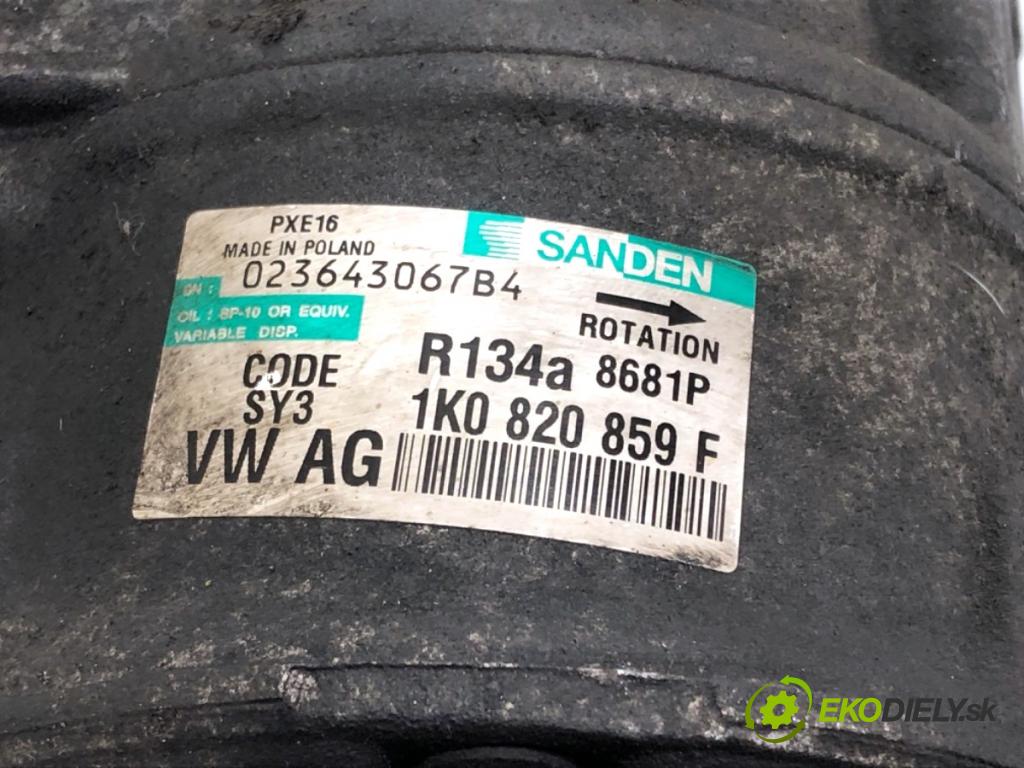 PXE16
MADE IN POLAND
SANDEN
QN : 023643067B4
OIL : SP-10 OR EQUIV.
VARIABLE DISP.
ROTATION
CODE
SY3
R134a 8681P
1K0 820 859 F
VW AG
EKODIELY.sk